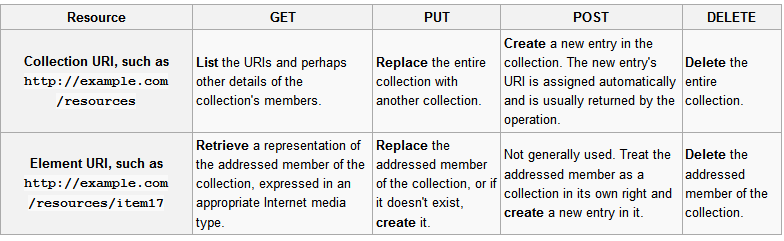 Resource GET PUT POST DELETE
Collection URI, such as
http://example.com
/resources
List the URIs and perhaps
other details of the
collection's members.
Replace the entire
collection with
another collection.
Create a new entry in the
collection. The new entry's
URI is assigned automatically
and is usually returned by the
operation.
Delete the
entire
collection.
Element URI, such as
http://example.com
/resources/item17
Retrieve a representation of
the addressed member of the
collection, expressed in an
appropriate Internet media
type.
Replace the
addressed member
of the collection, or if
it doesn't exist,
create it.
Not generally used. Treat the
addressed member as a
collection in its own right and
create a new entry in it.
Delete the
addressed
member of the
collection.